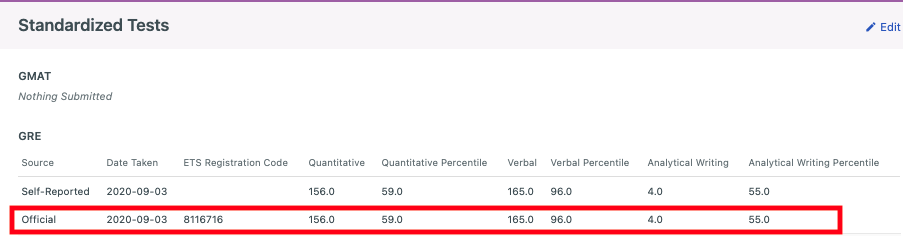 Standardized Tests
Edit
GMAT
Nothing Submitted
GRE
Source Date Taken ETS Registration Code Quantitative Quantitative Percentile Verbal Verbal Percentile Analytical Writing Analytical Writing Percentile
Self-Reported 2020-09-03 156.0 59.0 165.0 96.0 4.0 55.0
Official 2020-09-03 8116716 156.0 59.0 165.0 96.0 4.0 55.0